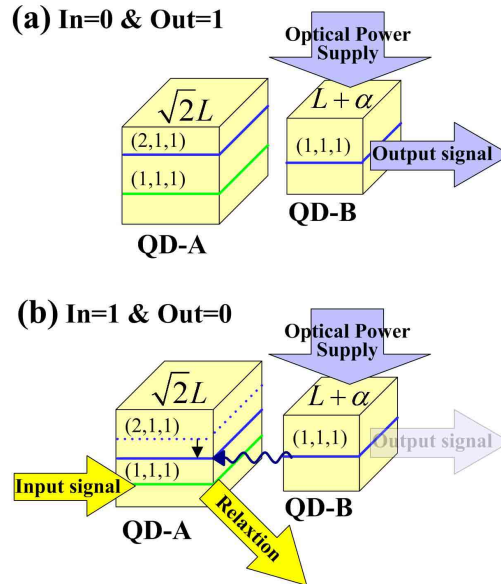 (a) In=0 & Out=1
Optical Power
Supply
√2L
L+α
(2,1,1)
(1,1,1)
(1,1,1)
Output signal
QD-A
QD-B
(b) In=1 & Out=0
Optical Power
Supply
√2L
L+α
(2,1,1)
(1,1,1)
(1,1,1)
Output signal
Input signal
Relaxtion
QD-A
QD-B